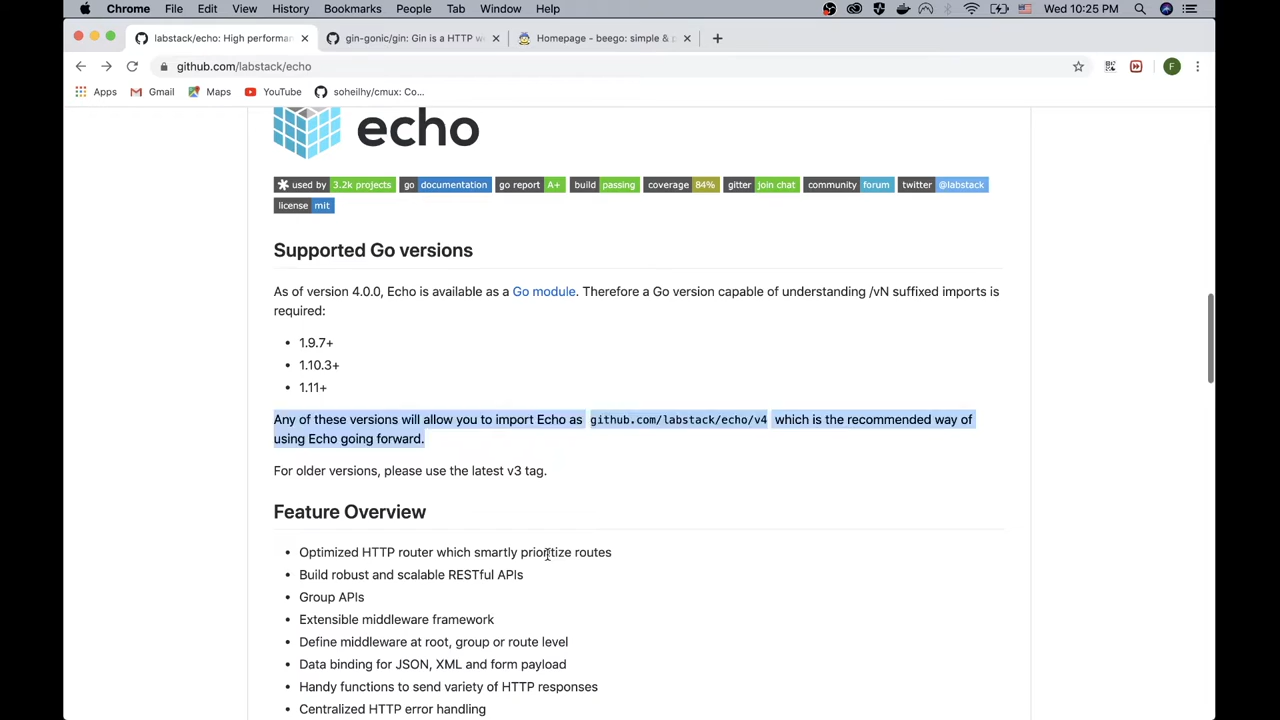 Chrome File Edit View History Bookmarks People Tab Window Help Wed 10:25 PM
labstack/echo: High performan
gin-gonic/gin: Gin is a HTTP w
Homepage - beego: simple & p
github.com/labstack/echo
F
Apps Gmail Maps YouTube soheilhy/cmux: Co...
echo
used by 3.2k projects go documentation go report A+ build passing coverage 84% gitter join chat community forum twitter @labstack
license mit
Supported Go versions
As of version 4.0.0, Echo is available as a Go module. Therefore a Go version capable of understanding /vN suffixed imports is
required:
• 1.9.7+
• 1.10.3+
• 1.11+
Any of these versions will allow you to import Echo as github.com/labstack/echo/v4 which is the recommended way of
using Echo going forward.
For older versions, please use the latest v3 tag.
Feature Overview
• Optimized HTTP router which smartly prioritize routes
• Build robust and scalable RESTful APIs
• Group APIs
• Extensible middleware framework
• Define middleware at root, group or route level
• Data binding for JSON, XML and form payload
• Handy functions to send variety of HTTP responses
• Centralized HTTP error handling